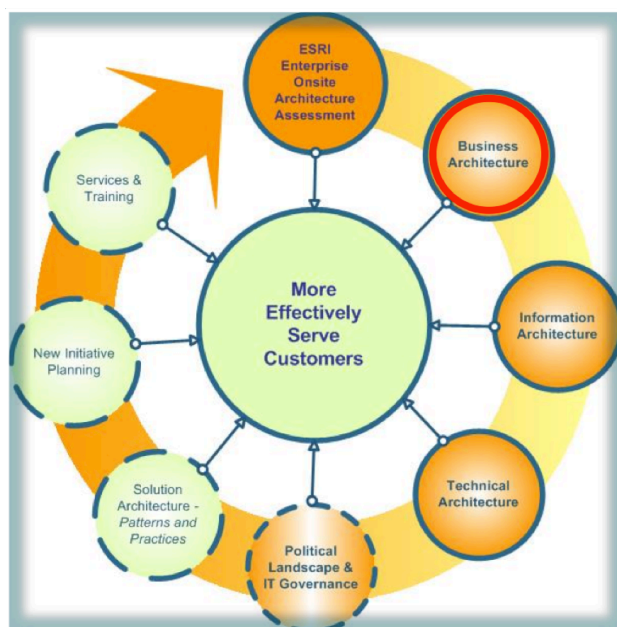 ESRI
Enterprise
Onsite
Architecture
Assessment
Business
Architecture
Information
Architecture
Technical
Architecture
Political
Landscape &
IT Governance
Solution
Architecture -
Patterns and
Practices
New Initiative
Planning
Services &
Training
More
Effectively
Serve
Customers